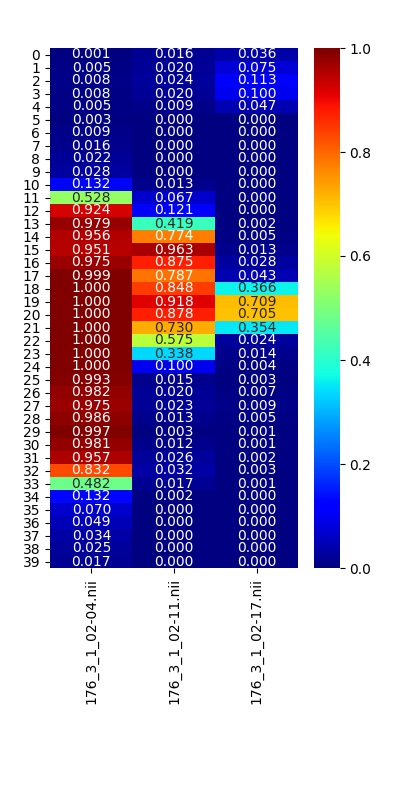 0 0.001 0.016 0.036 1.0
1 0.005 0.020 0.075
2 0.008 0.024 0.113
3 0.008 0.020 0.100
4 0.005 0.009 0.047
5 0.003 0.000 0.000
6 0.009 0.000 0.000
7 0.016 0.000 0.000
8 0.022 0.000 0.000 0.8
9 0.028 0.000 0.000
10 0.132 0.013 0.000
11 0.528 0.067 0.000
12 0.924 0.121 0.000
13 0.979 0.419 0.002
14 0.956 0.774 0.005
15 0.951 0.963 0.013
16 0.975 0.875 0.028 0.6
17 0.999 0.787 0.043
18 1.000 0.848 0.366
19 1.000 0.918 0.709
20 1.000 0.878 0.705
21 1.000 0.730 0.354
22 1.000 0.575 0.024
23 1.000 0.338 0.014
24 1.000 0.100 0.004 0.4
25 0.993 0.015 0.003
26 0.982 0.020 0.007
27 0.975 0.023 0.009
28 0.986 0.013 0.005
29 0.997 0.003 0.001
30 0.981 0.012 0.001
31 0.957 0.026 0.002
32 0.832 0.032 0.003 0.2
33 0.482 0.017 0.001
34 0.132 0.002 0.000
35 0.070 0.000 0.000
36 0.049 0.000 0.000
37 0.034 0.000 0.000
38 0.025 0.000 0.000
39 0.017 0.000 0.000 0.0
176_3_1_02-04.nii
176_3_1_02-11.nii
176_3_1_02-17.nii